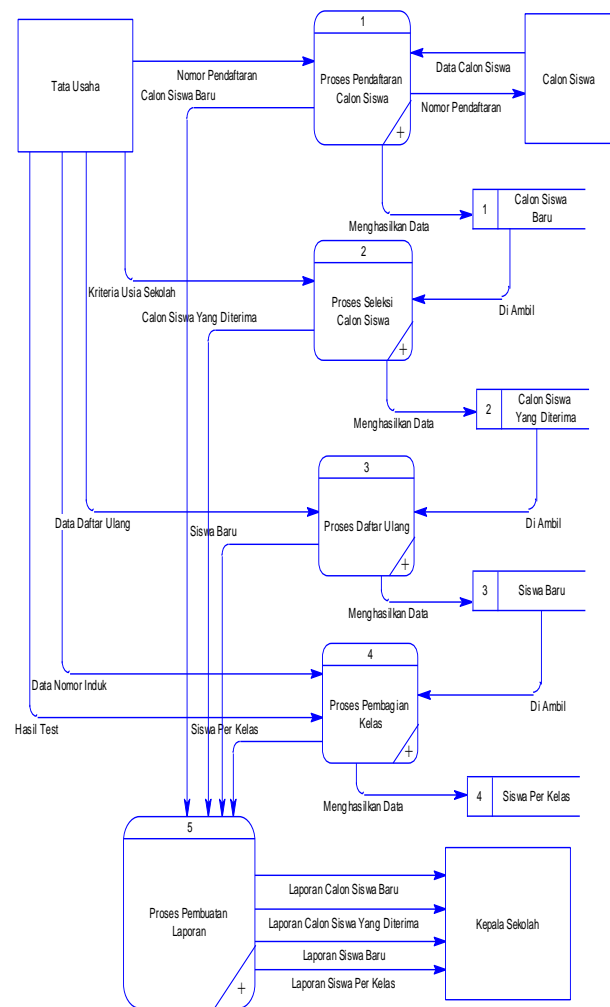 1
Tata Usaha
Proses Pendaftaran
Calon Siswa
Data Calon Siswa
Calon Siswa
Nomor Pendaftaran
Calon Siswa Baru
Nomor Pendaftaran
+
1
Calon Siswa
Baru
Menghasilkan Data
2
Kriteria Usia Sekolah
Proses Seleksi
Calon Siswa
Di Ambil
Calon Siswa Yang Diterima
+
2
Calon Siswa
Yang Diterima
Menghasilkan Data
3
Data Daftar Ulang
Siswa Baru
Proses Daftar Ulang
Di Ambil
+
3
Siswa Baru
Menghasilkan Data
4
Data Nomor Induk
Proses Pembagian
Kelas
Di Ambil
Hasil Test
Siswa Per Kelas
+
4
Siswa Per Kelas
Menghasilkan Data
5
Proses Pembuatan
Laporan
+
Laporan Calon Siswa Baru
Laporan Calon Siswa Yang Diterima
Laporan Siswa Baru
Laporan Siswa Per Kelas
Kepala Sekolah